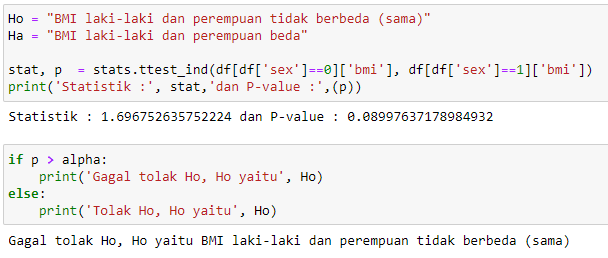 Ho = "BMI laki-laki dan perempuan tidak berbeda (sama)"
Ha = "BMI laki-laki dan perempuan beda"
stat, p  = stats.ttest_ind(df[df['sex']==0]['bmi'], df[df['sex']==1]['bmi'])
print('Statistik :', stat,'dan P-value :',(p))
Statistik : 1.696752635752224 dan P-value : 0.08997637178984932
if p > alpha:
    print('Gagal tolak Ho, Ho yaitu', Ho)
else:
    print('Tolak Ho, Ho yaitu', Ho)
Gagal tolak Ho, Ho yaitu BMI laki-laki dan perempuan tidak berbeda (sama)